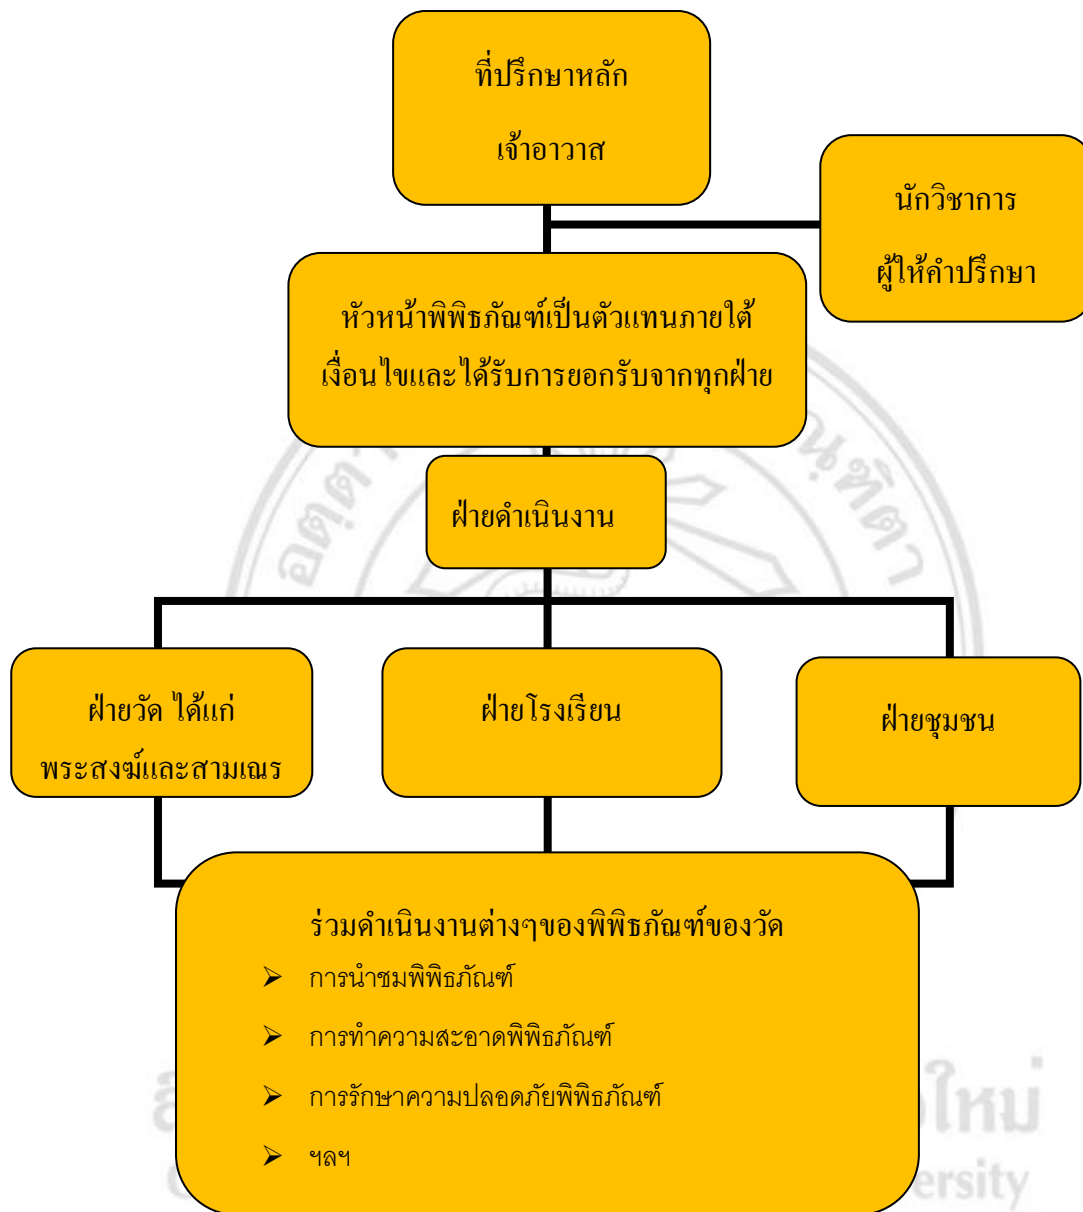 ที่ปรึกษาหลัก
เจ้าอาวาส
นักวิชาการ
ผู้ให้คำปรึกษา
หัวหน้าพิพิธภัณฑ์เป็นตัวแทนภายใต้
เงื่อนไขและได้รับการยอกรับจากทุกฝ่าย
ฝ่ายดำเนินงาน
ฝ่ายวัด ได้แก่
พระสงฆ์และสามเณร
ฝ่ายโรงเรียน
ฝ่ายชุมชน
ร่วมดำเนินงานต่างๆของพิพิธภัณฑ์ของวัด
➢ การนำชมพิพิธภัณฑ์
➢ การทำความสะอาดพิพิธภัณฑ์
➢ การรักษาความปลอดภัยพิพิธภัณฑ์
➢ ฯลฯ